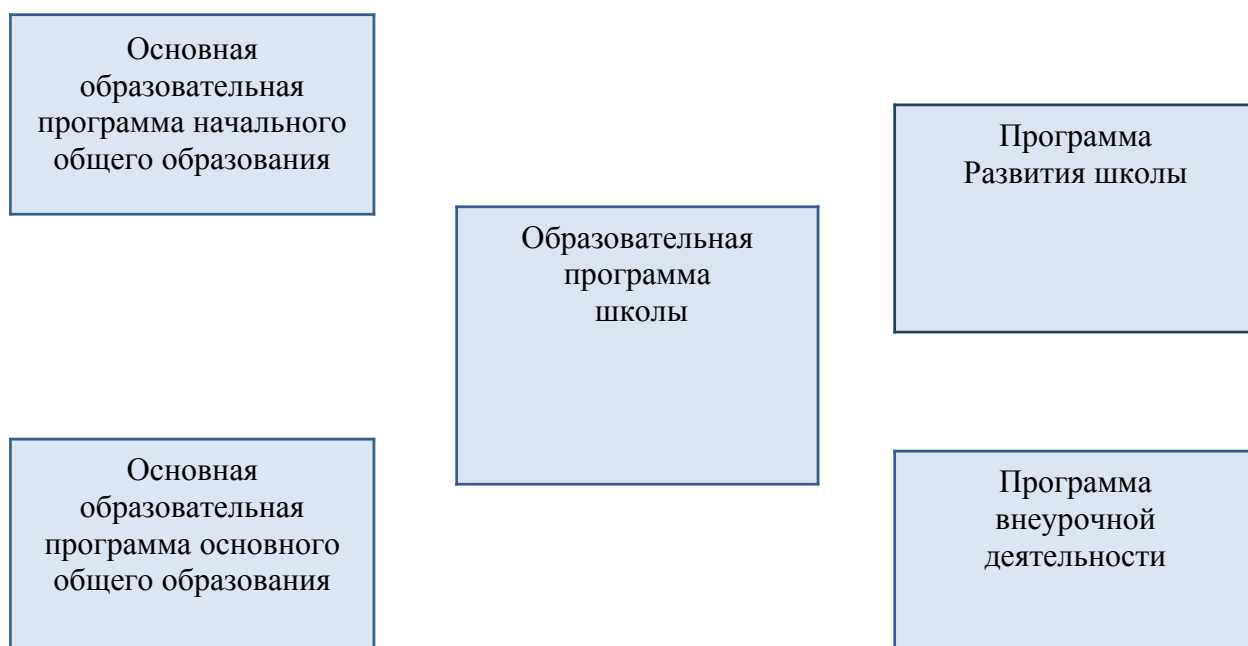 Основная
образовательная
программа начального
общего образования
Программа
Развития школы
Образовательная
программа
школы
Основная
образовательная
программа основного
общего образования
Программа
внеурочной
деятельности